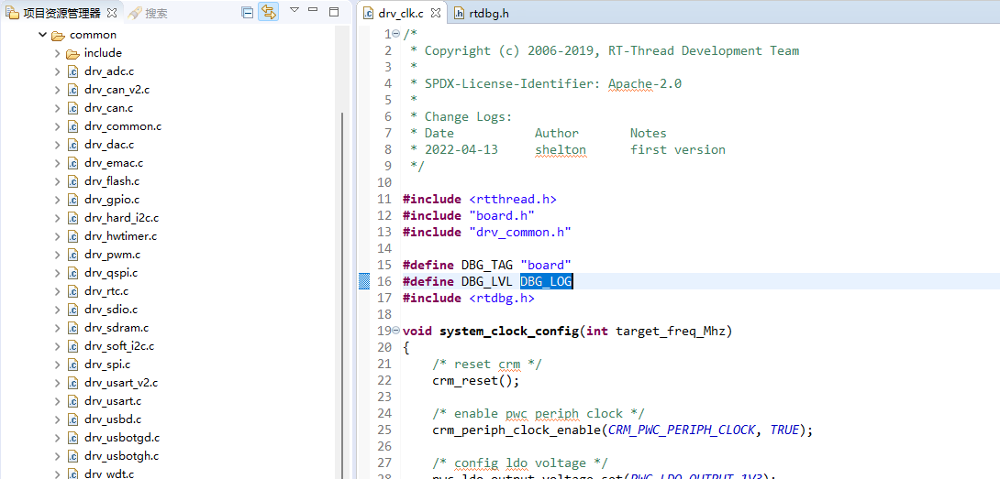 项目资源管理器 搜索
common
include
drv_adc.c
drv_can_v2.c
drv_can.c
drv_common.c
drv_dac.c
drv_emac.c
drv_flash.c
drv_gpio.c
drv_hard_i2c.c
drv_hwtimer.c
drv_pwm.c
drv_qspi.c
drv_rtc.c
drv_sdio.c
drv_sdram.c
drv_soft_i2c.c
drv_spi.c
drv_usart_v2.c
drv_usart.c
drv_usbd.c
drv_usbotgd.c
drv_usbotgh.c
drv_wdt.c
drv_clk.c rtdbg.h
1 /*
2 * Copyright (c) 2006-2019, RT-Thread Development Team
3 *
4 * SPDX-License-Identifier: Apache-2.0
5 *
6 * Change Logs:
7 * Date Author Notes
8 * 2022-04-13 shelton first version
9 */
10
11 #include <rtthread.h>
12 #include "board.h"
13 #include "drv_common.h"
14
15 #define DBG_TAG "board"
16 #define DBG_LVL DBG_LOG
17 #include <rtdbg.h>
18
19 void system_clock_config(int target_freq_Mhz)
20 {
21 /* reset crm */
22 crm_reset();
23
24 /* enable pwc periph clock */
25 crm_periph_clock_enable(CRM_PWC_PERIPH_CLOCK, TRUE);
26
27 /* config ldo voltage */
28 pwc_ldo_output_voltage_set(PWC_LDO_OUTPUT_1V3);